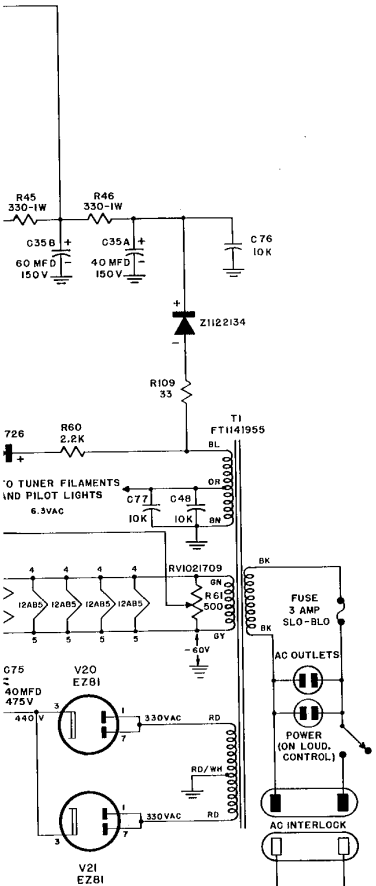 R45
330-1W
R46
330-1W
C35B +
60 MFD -
150V
C35A +
40 MFD -
150V
C76
10K
+
Z1122134
-
R109
33
T1
FT1141955
726
+
R60
2.2K
BL
TO TUNER FILAMENTS
AND PILOT LIGHTS
6.3VAC
OR
C77
10K
C48
10K
BN
RV1021709
4 4 4 4
12AB5 12AB5 12AB5 12AB5
5 5 5 5
GN
R61
500
GY
-60V
BK
BK
FUSE
3 AMP
SLO-BLO
AC OUTLETS
POWER
(ON LOUD.
CONTROL)
AC INTERLOCK
C75
40MFD
475V
440 V
V20
EZ81
3
1
7
330VAC
RD
RD/WH
3
1
7
330VAC
RD
V21
EZ81